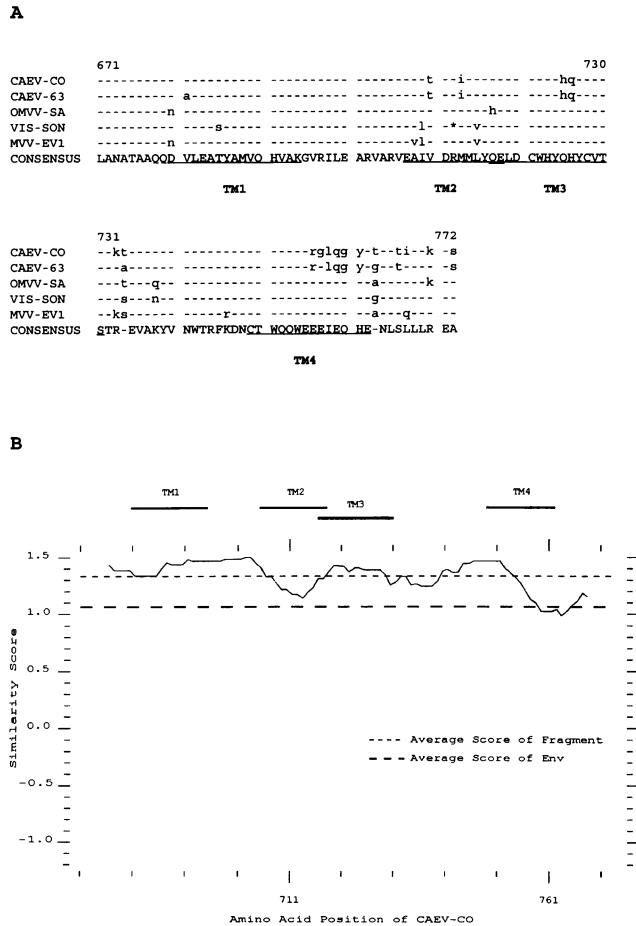 A
671 730
CAEV-CO ---------- ---------- ---------- ---------t --i------- ----hq----
CAEV-63 ---------- a--------- ---------- ---------t --i------- ----hq----
OMVV-SA ---------n ---------- ---------- ---------- ------h--- ----------
VIS-SON ---------- ----s----- ---------- --------l- -*--v----- ----------
MVV-EV1 ---------n ---------- ---------- -------vl- ----v----- ----------
CONSENSUS LANATAAQQD VLEATYAMVQ HVAKGVRILE ARVARVEAIV DRMMLYQELD CWHYQHYCVT
TM1 TM2 TM3
731 772
CAEV-CO --kt------ ---------- -----rglqg y-t--ti--k -s
CAEV-63 ---a------ ---------- -----r-lqg y-g--t---- -s
OMVV-SA ---t---q-- ---------- ---------- --a------k --
VIS-SON ---s---n-- ---------- ---------- --g------- --
MVV-EV1 --ks------ -----r---- ---------- --a---q--- --
CONSENSUS STR-EVAKYV NWTRFKDNCT WQQWEEEIEQ HE-NLSLLLR EA
TM4
B
TM1 TM2 TM3 TM4
1.5
1.0
0.5
0.0
-0.5
-1.0
Similarity Score
---- Average Score of Fragment
--- Average Score of Env
711 761
Amino Acid Position of CAEV-CO